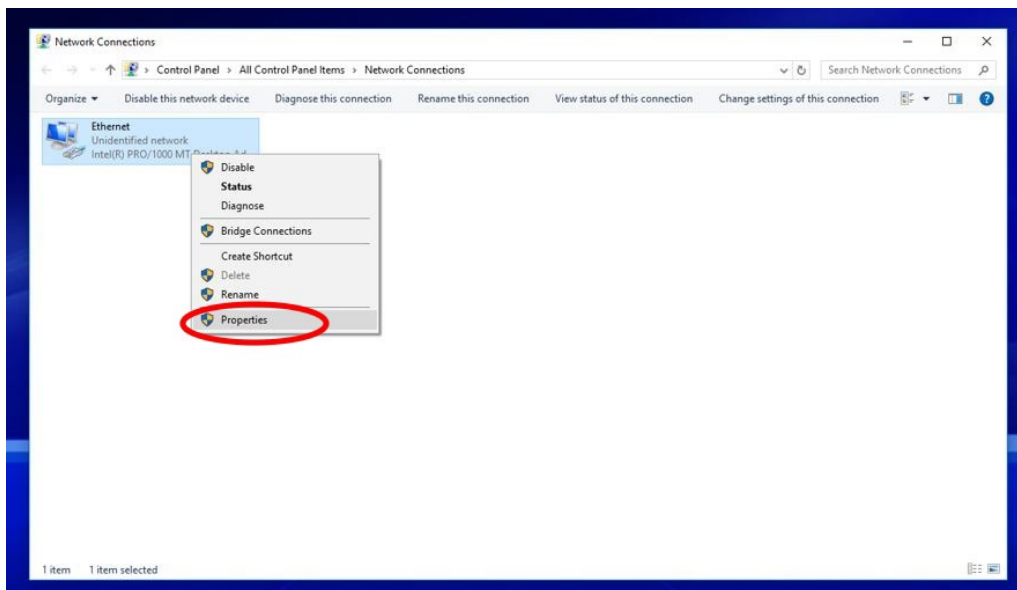 Network Connections
Control Panel > All Control Panel Items > Network Connections
Search Network Connections
Organize Disable this network device Diagnose this connection Rename this connection View status of this connection Change settings of this connection
Ethernet
Unidentified network
Intel(R) PRO/1000 MT
Disable
Status
Diagnose
Bridge Connections
Create Shortcut
Delete
Rename
Properties
1 item 1 item selected